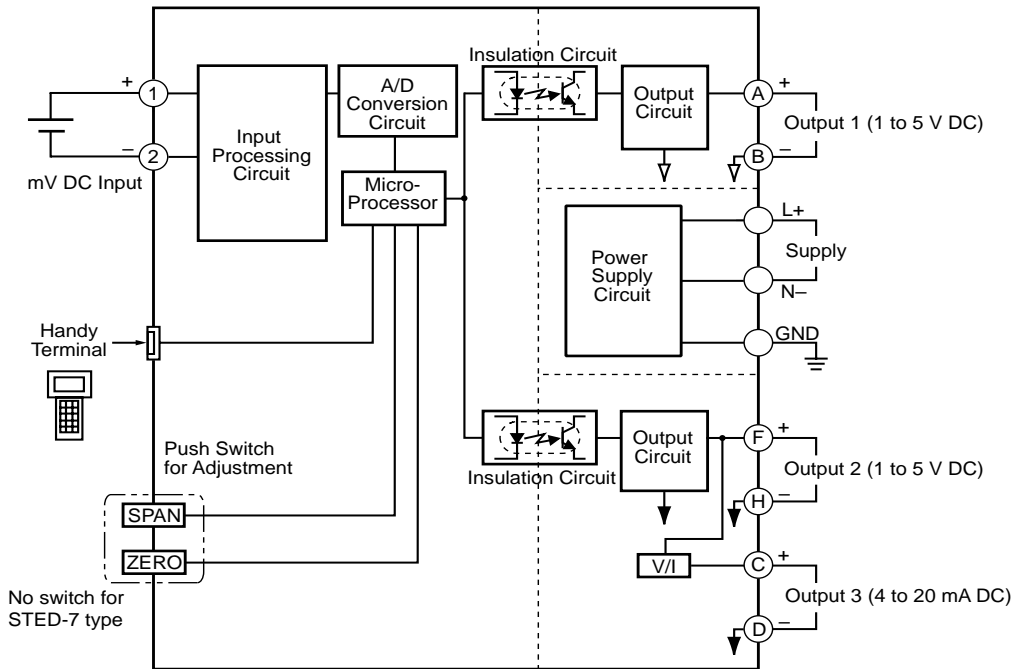 Insulation Circuit
+
1
−
2
mV DC Input
Input
Processing
Circuit
A/D
Conversion
Circuit
Micro-
Processor
Output
Circuit
A
+
B
−
Output 1 (1 to 5 V DC)
Power
Supply
Circuit
L+
Supply
N−
GND
Handy
Terminal
Push Switch
for Adjustment
SPAN
ZERO
No switch for
STED-7 type
Insulation Circuit
Output
Circuit
F
+
H
−
Output 2 (1 to 5 V DC)
V/I
C
+
D
−
Output 3 (4 to 20 mA DC)